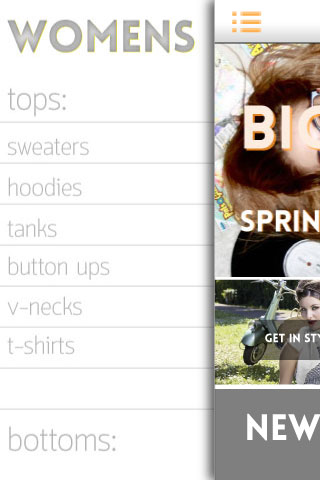 WOMENS
tops:
sweaters
hoodies
tanks
button ups
v-necks
t-shirts
bottoms:
BIG
SPRIN
GET IN STY
NEW